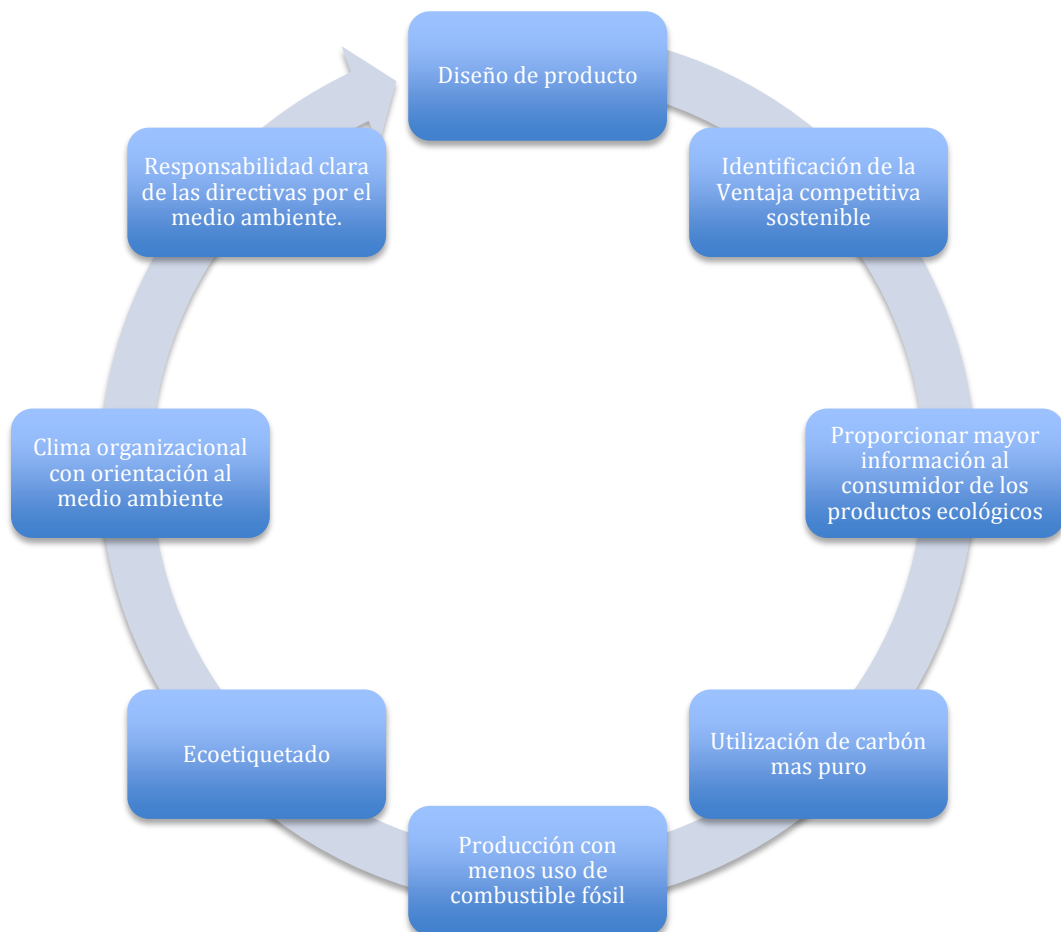 Diseño de producto
Identificación de la
Ventaja competitiva
sostenible
Proporcionar mayor
información al
consumidor de los
productos ecológicos
Utilización de carbón
mas puro
Producción con
menos uso de
combustible fósil
Ecoetiquetado
Clima organizacional
con orientación al
medio ambiente
Responsabilidad clara
de las directivas por el
medio ambiente.